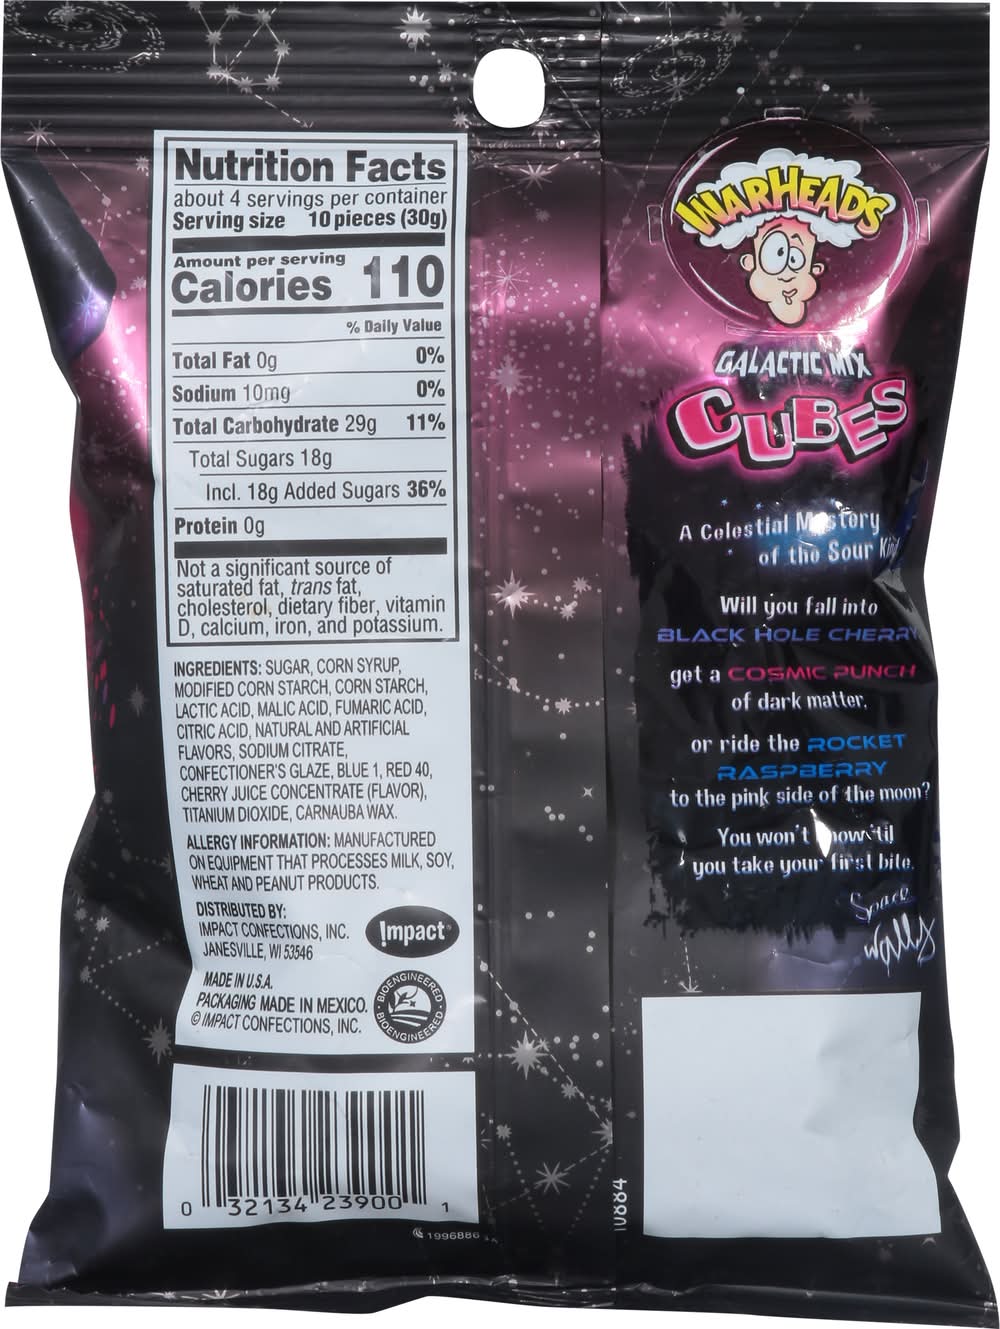 Nutrition Facts
about 4 servings per container
Serving size 10 pieces (30g)
Amount per serving
Calories 110
% Daily Value
Total Fat 0g 0%
Sodium 10mg 0%
Total Carbohydrate 29g 11%
Total Sugars 18g
Incl. 18g Added Sugars 36%
Protein 0g
Not a significant source of
saturated fat, trans fat,
cholesterol, dietary fiber, vitamin
D, calcium, iron, and potassium.
INGREDIENTS: SUGAR, CORN SYRUP,
MODIFIED CORN STARCH, CORN STARCH,
LACTIC ACID, MALIC ACID, FUMARIC ACID,
CITRIC ACID, NATURAL AND ARTIFICIAL
FLAVORS, SODIUM CITRATE,
CONFECTIONER'S GLAZE, BLUE 1, RED 40,
CHERRY JUICE CONCENTRATE (FLAVOR),
TITANIUM DIOXIDE, CARNAUBA WAX.
ALLERGY INFORMATION: MANUFACTURED
ON EQUIPMENT THAT PROCESSES MILK, SOY,
WHEAT AND PEANUT PRODUCTS.
DISTRIBUTED BY:
IMPACT CONFECTIONS, INC.
JANESVILLE, WI 53546
Impact
MADE IN U.S.A.
PACKAGING MADE IN MEXICO.
© IMPACT CONFECTIONS, INC.
BIOENGINEERED
BIOENGINEERED
0 32134 23900 1
WARHEADS
GALACTIC MIX
CUBES
A Celestial Mystery
of the Sour King
Will you fall into
BLACK HOLE CHERRY
get a COSMIC PUNCH
of dark matter,
or ride the ROCKET
RASPBERRY
to the pink side of the moon?
You won't know 'til
you take your first bite.
Space
Wally
10884